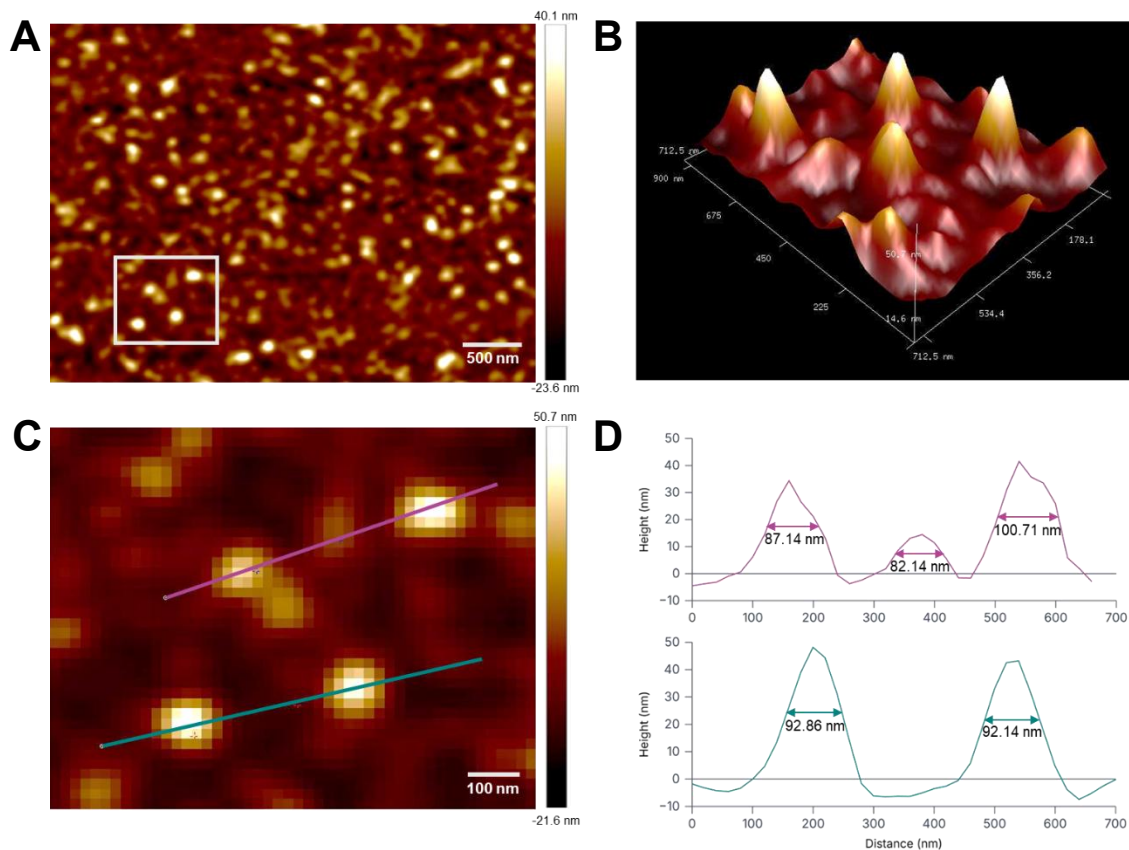 A
40.1 nm
500 nm
-23.6 nm
B
712.5 nm
900 nm
675
450
225
50.7 nm
14.6 nm
178.1
356.2
534.4
712.5 nm
C
50.7 nm
100 nm
-21.6 nm
D
50
40
30
20
10
0
-10
Height (nm)
87.14 nm
82.14 nm
100.71 nm
0 100 200 300 400 500 600 700
50
40
30
20
10
0
-10
Height (nm)
92.86 nm
92.14 nm
0 100 200 300 400 500 600 700
Distance (nm)